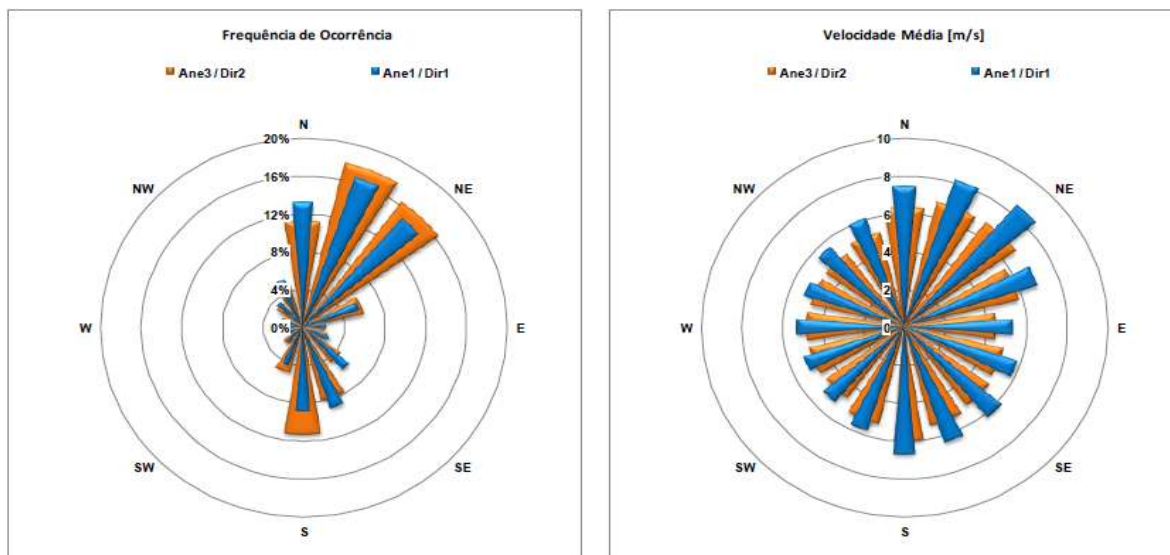 Frequência de Ocorrência
Ane3 / Dir2
Ane1 / Dir1
N
20%
16%
12%
8%
4%
0%
NW
NE
W
E
SW
SE
S
Velocidade Média [m/s]
Ane3 / Dir2
Ane1 / Dir1
N
10
8
6
4
2
0
NW
NE
W
E
SW
SE
S